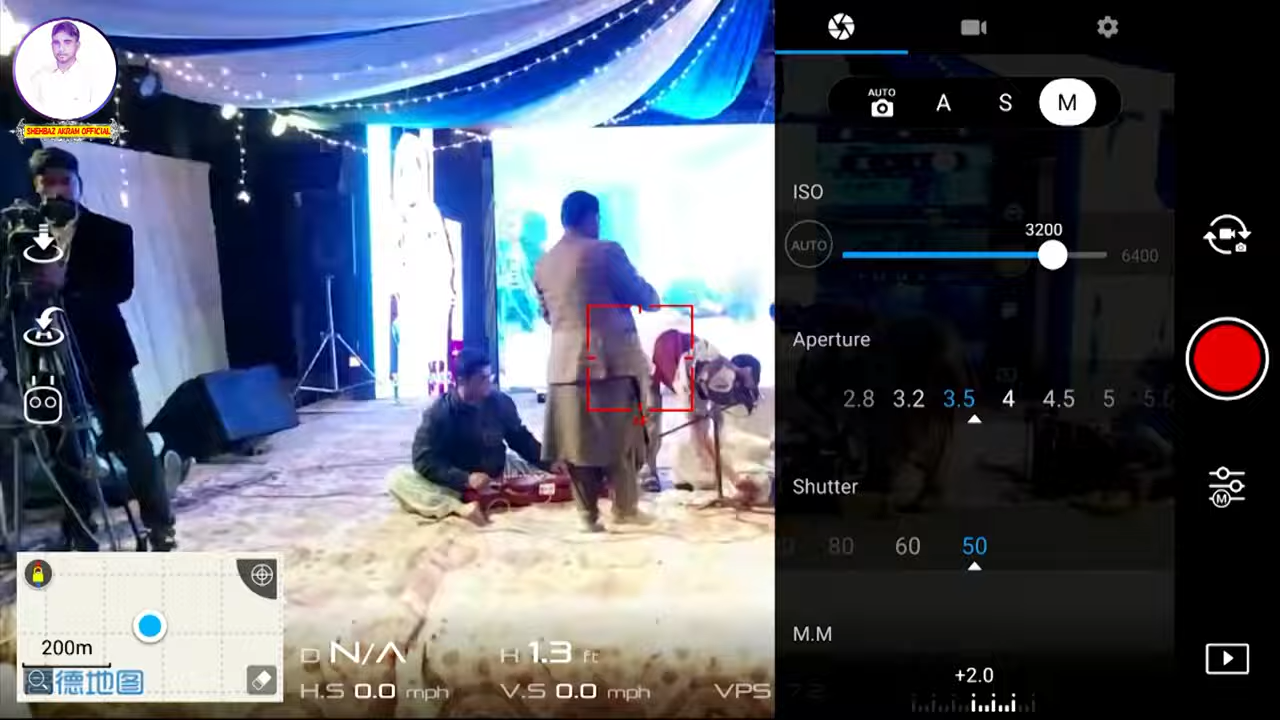 SHEHBAZ AKRAM OFFICIAL
AUTO A S M
ISO
3200
AUTO 6400
Aperture
2.8 3.2 3.5 4 4.5 5
Shutter
80 60 50
M.M
+2.0
M
200m
德地图
D N/A H 1.3 ft
H.S 0.0 mph V.S 0.0 mph VPS